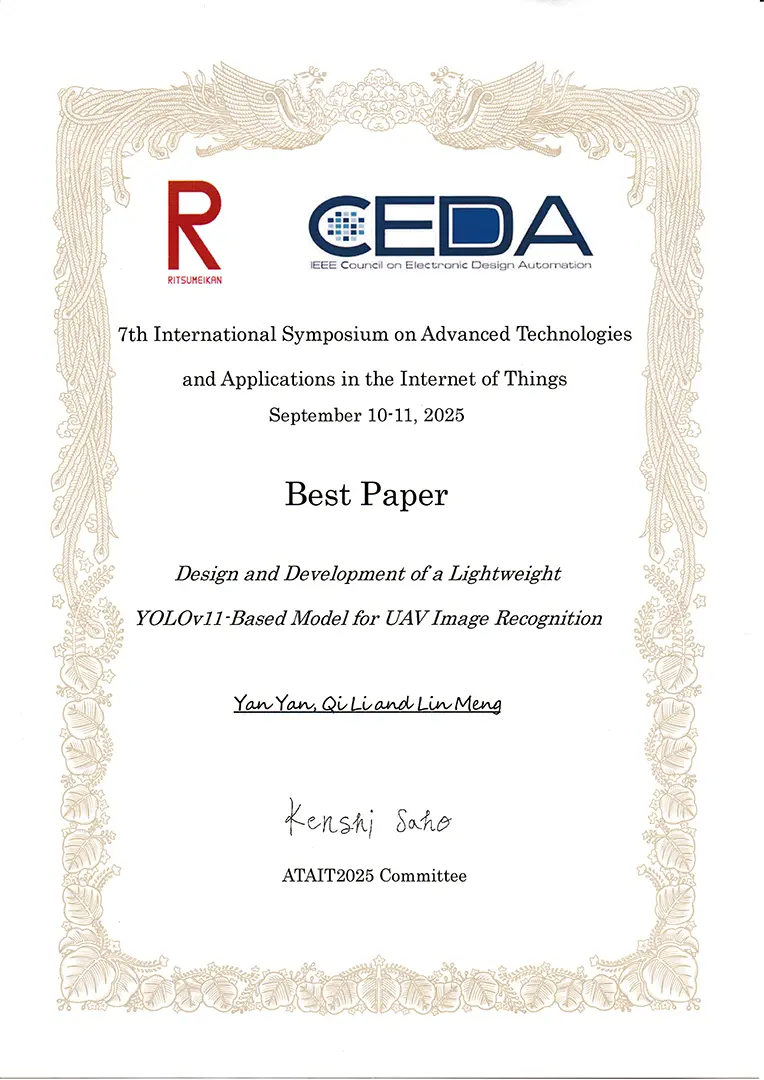 R
RITSUMEIKAN
CEDA
IEEE Council on Electronic Design Automation
7th International Symposium on Advanced Technologies
and Applications in the Internet of Things
September 10-11, 2025
Best Paper
Design and Development of a Lightweight
YOLOv11-Based Model for UAV Image Recognition
Yan Yan, Qi Li and Lin Meng
Kenshi Saho
ATAIT2025 Committee